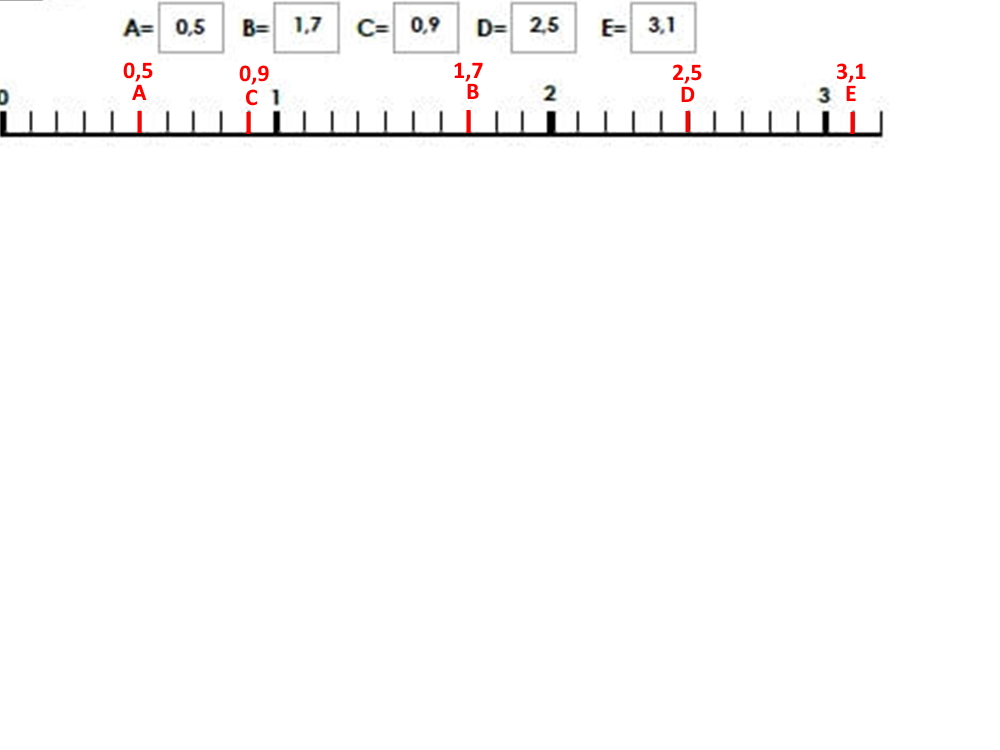 A= 0,5 B= 1,7 C= 0,9 D= 2,5 E= 3,1
0,5 0,9 1,7 2,5 3,1
0 A C 1 B 2 D 3 E